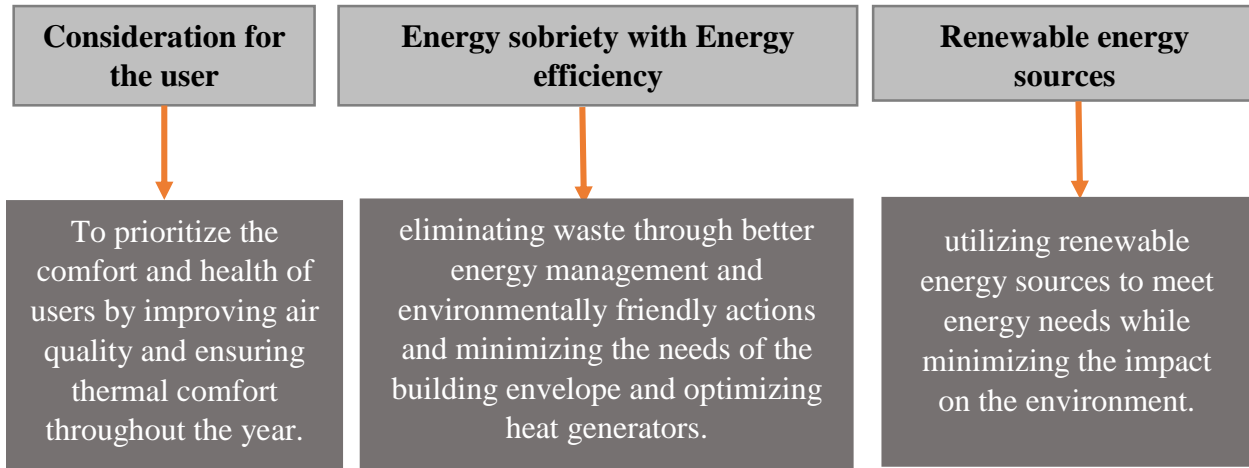 Consideration for
the user
Energy sobriety with Energy
efficiency
Renewable energy
sources
To prioritize the
comfort and health of
users by improving air
quality and ensuring
thermal comfort
throughout the year.
eliminating waste through better
energy management and
environmentally friendly actions
and minimizing the needs of the
building envelope and optimizing
heat generators.
utilizing renewable
energy sources to meet
energy needs while
minimizing the impact
on the environment.